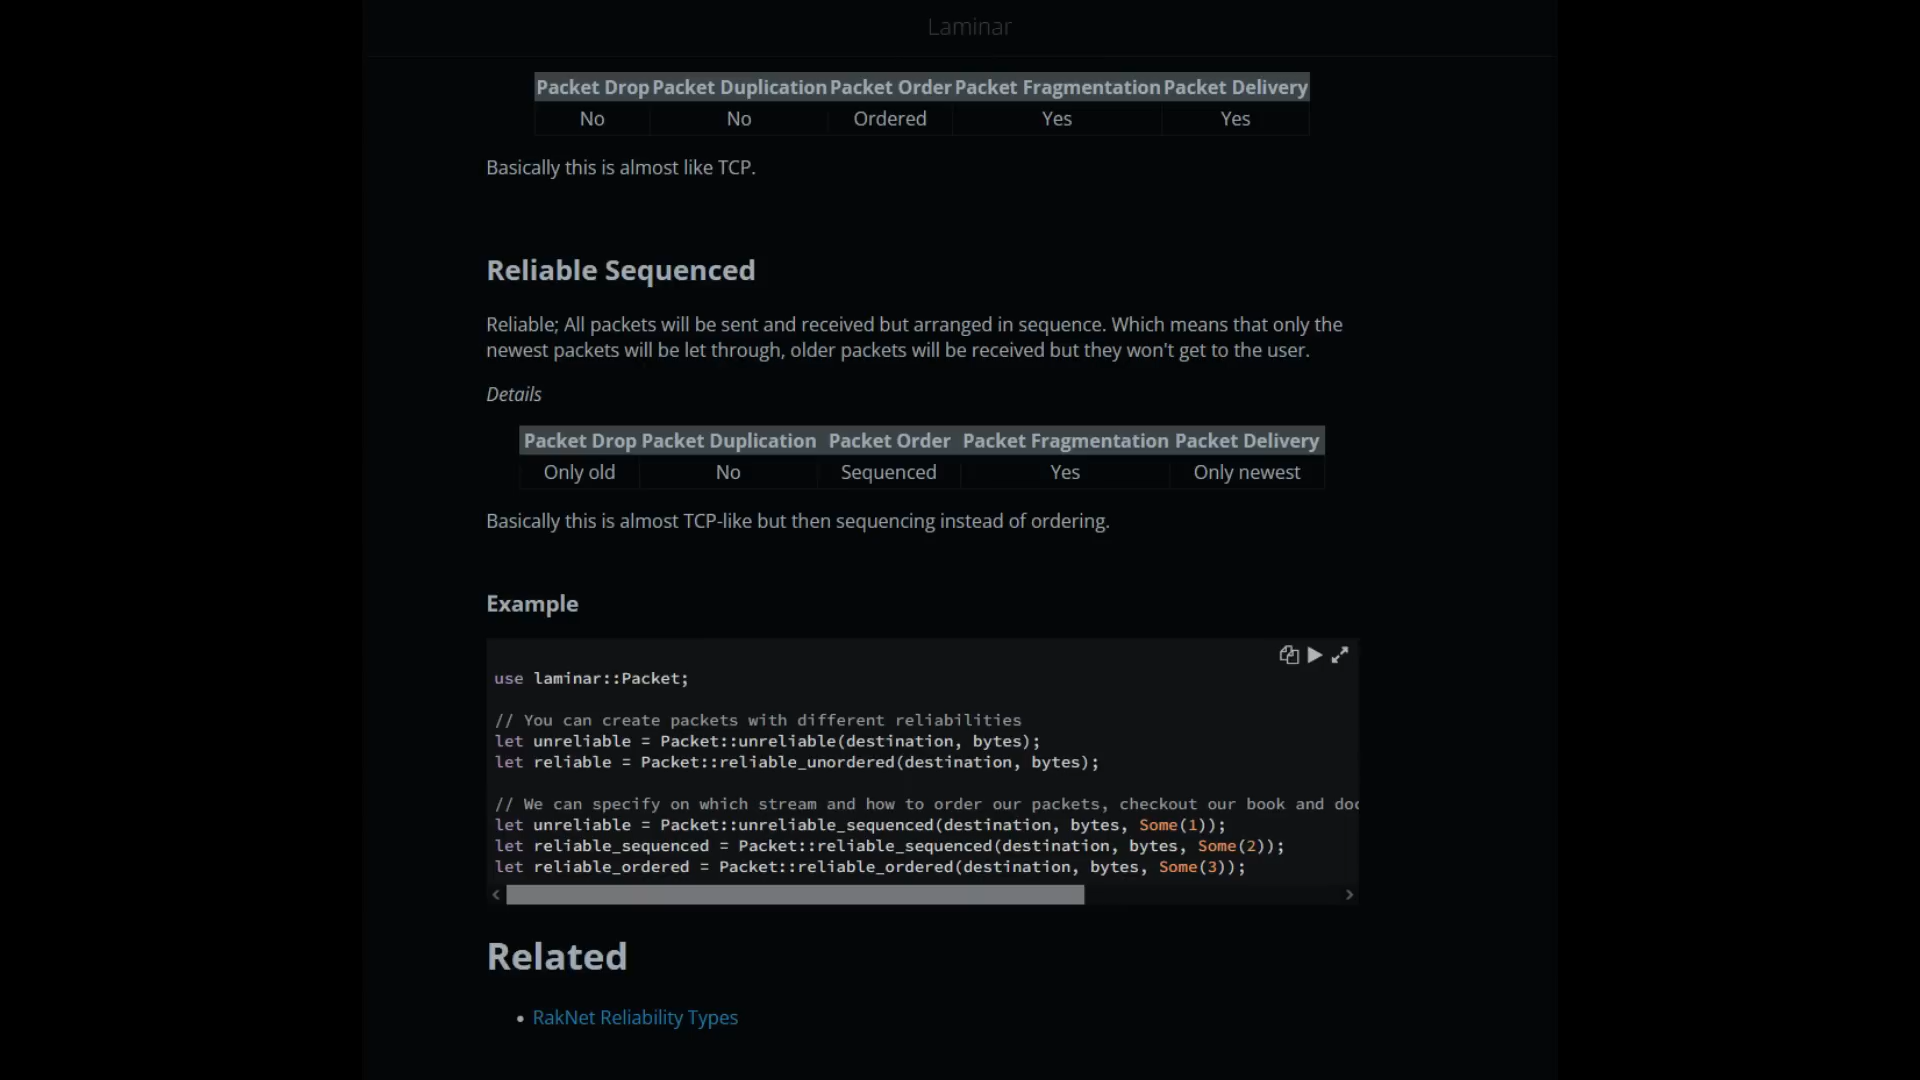 Laminar
Packet Drop Packet Duplication Packet Order Packet Fragmentation Packet Delivery
No No Ordered Yes Yes
Basically this is almost like TCP.
Reliable Sequenced
Reliable; All packets will be sent and received but arranged in sequence. Which means that only the
newest packets will be let through, older packets will be received but they won't get to the user.
Details
Packet Drop Packet Duplication Packet Order Packet Fragmentation Packet Delivery
Only old No Sequenced Yes Only newest
Basically this is almost TCP-like but then sequencing instead of ordering.
Example
use laminar::Packet;
// You can create packets with different reliabilities
let unreliable = Packet::unreliable(destination, bytes);
let reliable = Packet::reliable_unordered(destination, bytes);
// We can specify on which stream and how to order our packets, checkout our book and doc
let unreliable = Packet::unreliable_sequenced(destination, bytes, Some(1));
let reliable_sequenced = Packet::reliable_sequenced(destination, bytes, Some(2));
let reliable_ordered = Packet::reliable_ordered(destination, bytes, Some(3));
Related
• RakNet Reliability Types